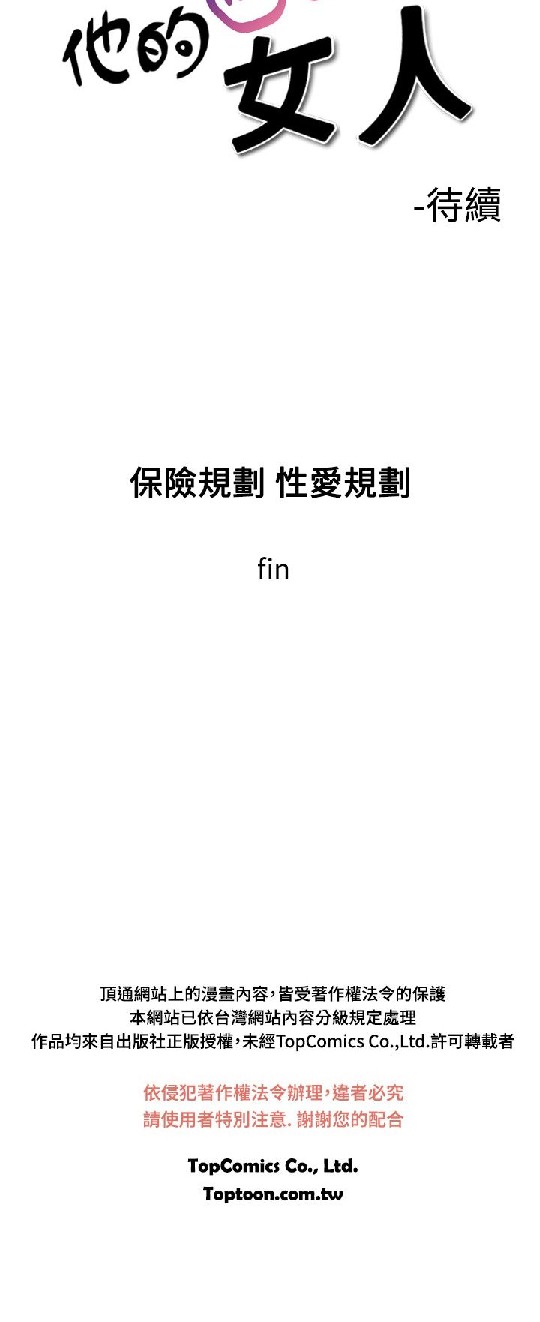 他的
女人
-待續
保險規劃 性愛規劃
fin
頂通網站上的漫畫內容,皆受著作權法令的保護
本網站已依台灣網站內容分級規定處理
作品均來自出版社正版授權,未經TopComics Co.,Ltd.許可轉載者
依侵犯著作權法令辦理,違者必究
請使用者特別注意. 謝謝您的配合
TopComics Co., Ltd.
Toptoon.com.tw